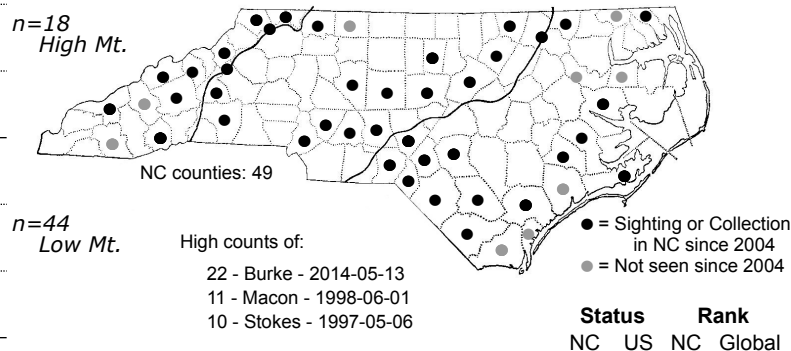 n=18
High Mt.
NC counties: 49
n=44
Low Mt.
High counts of:
22 - Burke - 2014-05-13
11 - Macon - 1998-06-01
10 - Stokes - 1997-05-06
= Sighting or Collection
in NC since 2004
= Not seen since 2004
Status Rank
NC US NC Global